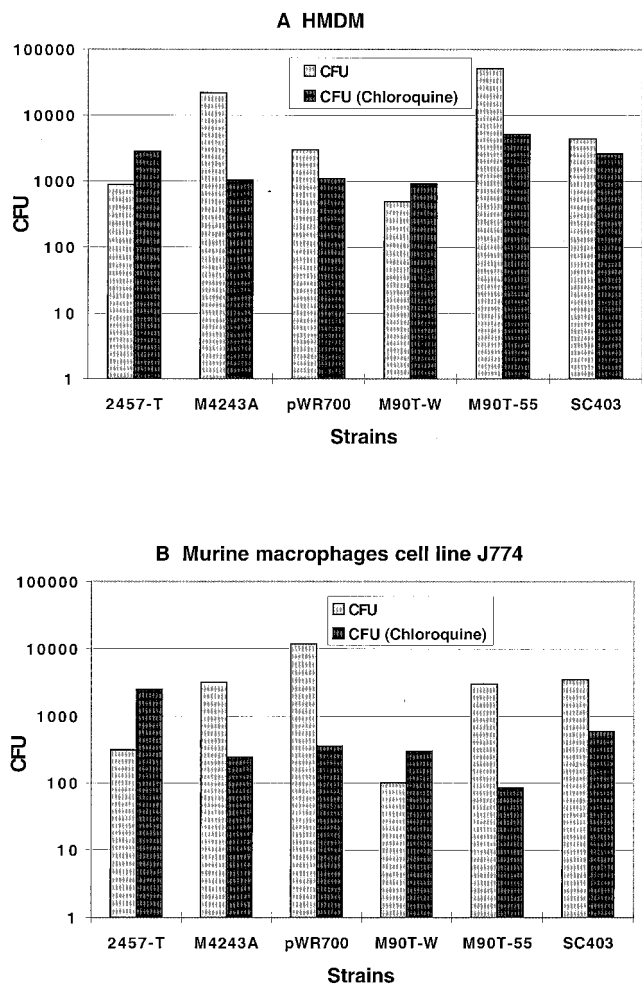 A HMDM
100000
10000
1000
100
10
1
CFU
CFU
CFU (Chloroquine)
2457-T M4243A pWR700 M90T-W M90T-55 SC403
Strains
B Murine macrophages cell line J774
100000
10000
1000
100
10
1
CFU
CFU
CFU (Chloroquine)
2457-T M4243A pWR700 M90T-W M90T-55 SC403
Strains